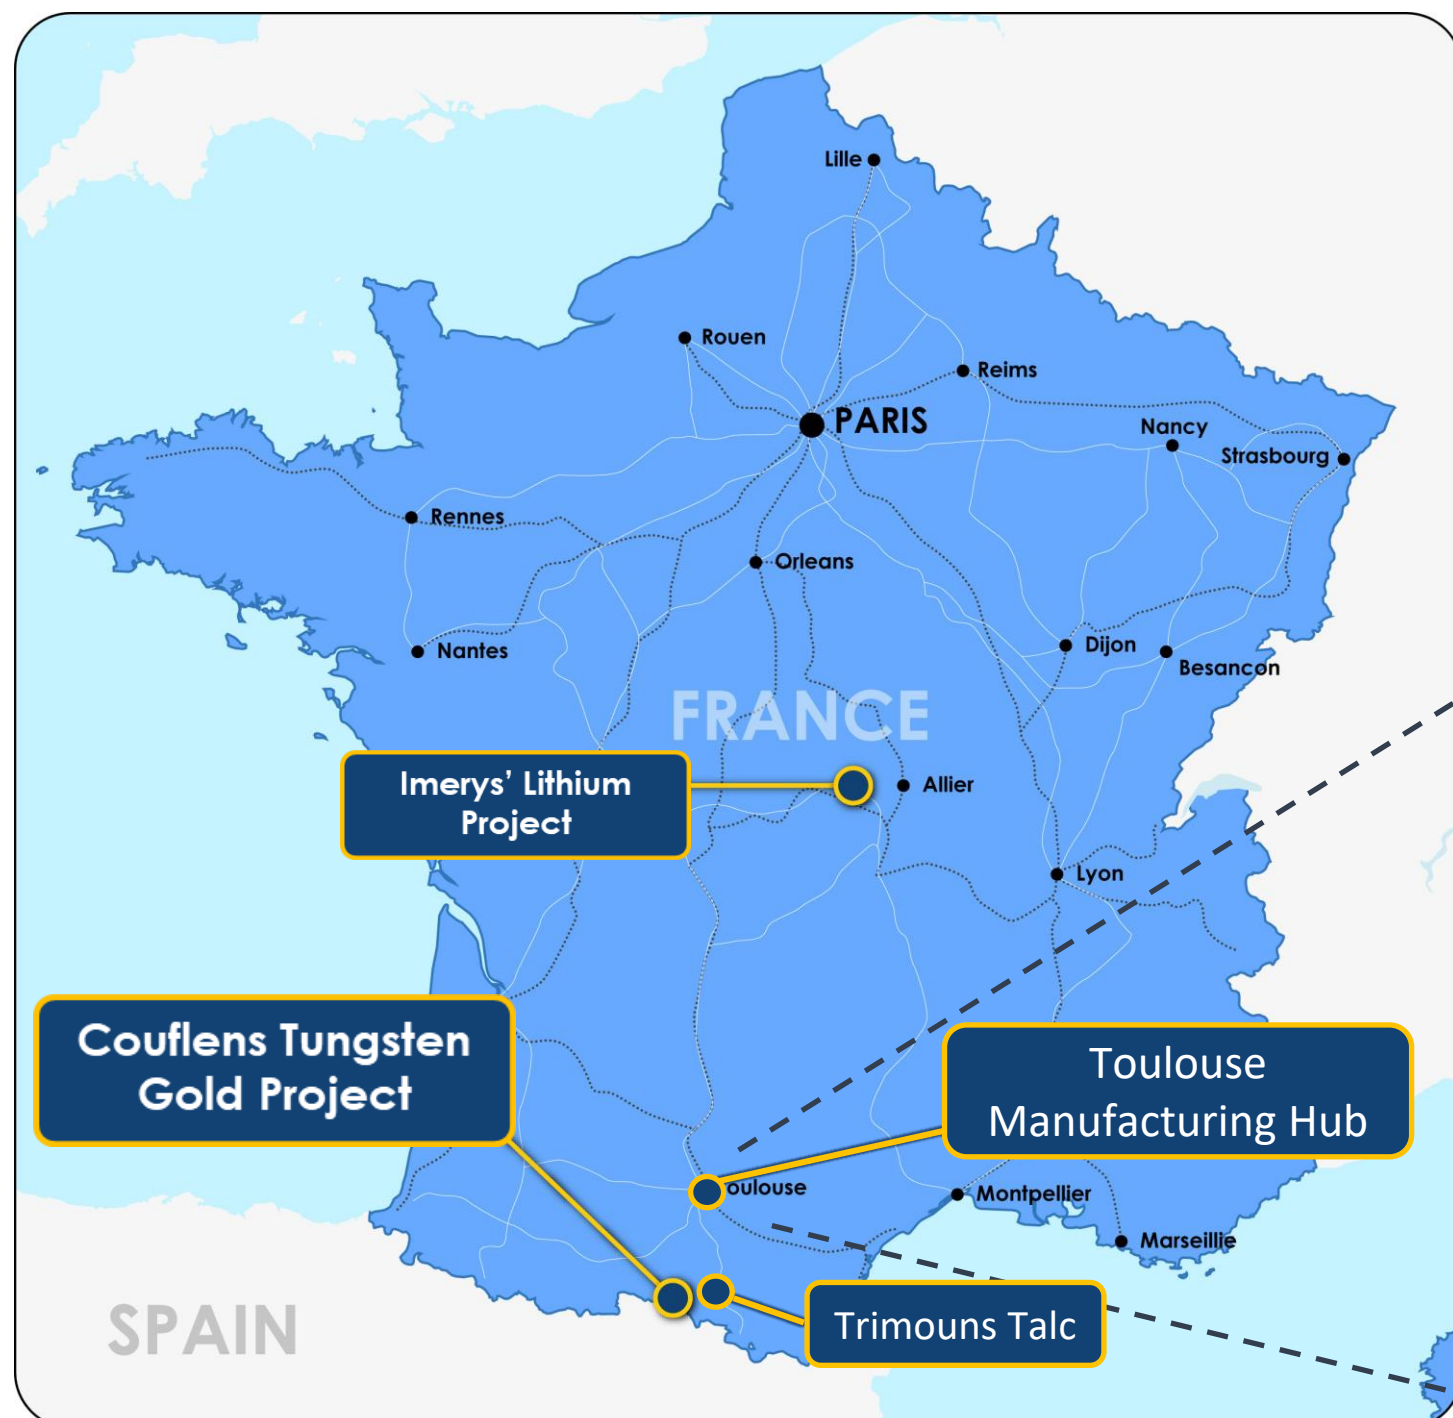 Lille
Rouen
Reims
PARIS
Nancy
Strasbourg
Rennes
Orleans
Nantes
Dijon
Besancon
FRANCE
Imerys’ Lithium
Project
Allier
Lyon
Couflens Tungsten
Gold Project
Toulouse
Manufacturing Hub
oulouse
Montpellier
Marseillie
SPAIN
Trimouns Talc